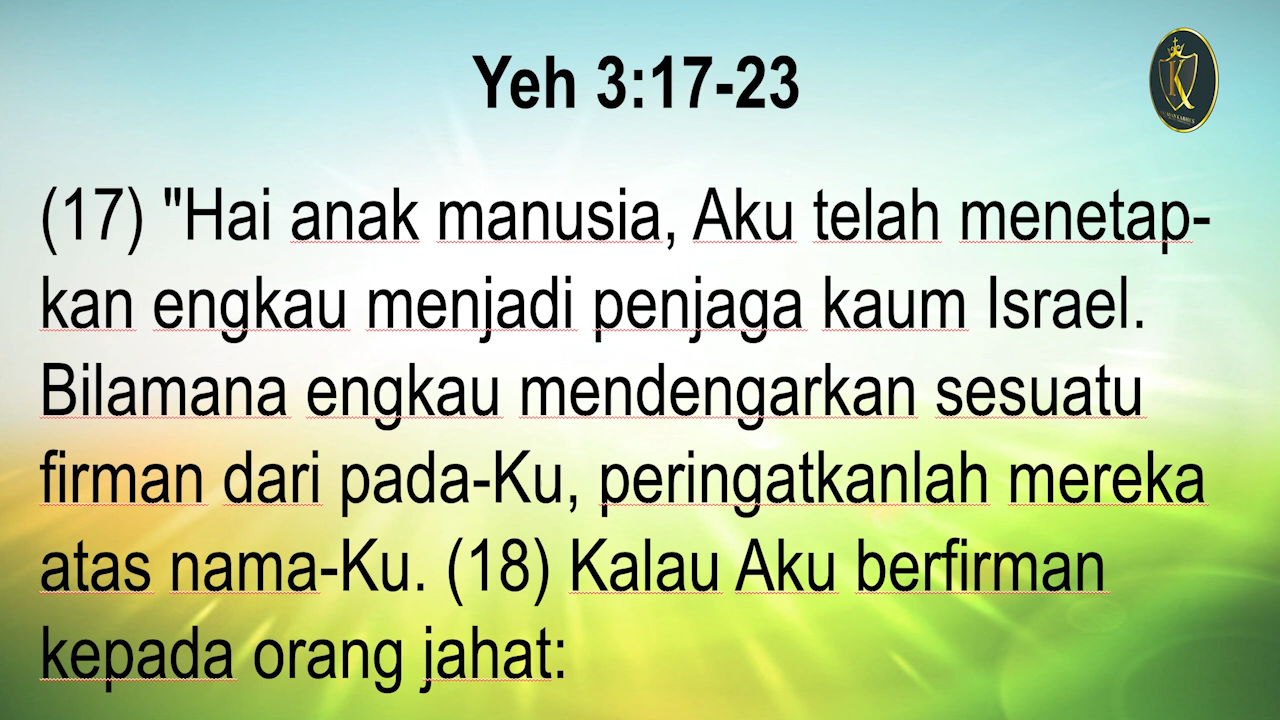 Yeh 3:17-23
K
(17) "Hai anak manusia, Aku telah menetap-
kan engkau menjadi penjaga kaum Israel.
Bilamana engkau mendengarkan sesuatu
firman dari pada-Ku, peringatkanlah mereka
atas nama-Ku. (18) Kalau Aku berfirman
kepada orang jahat: